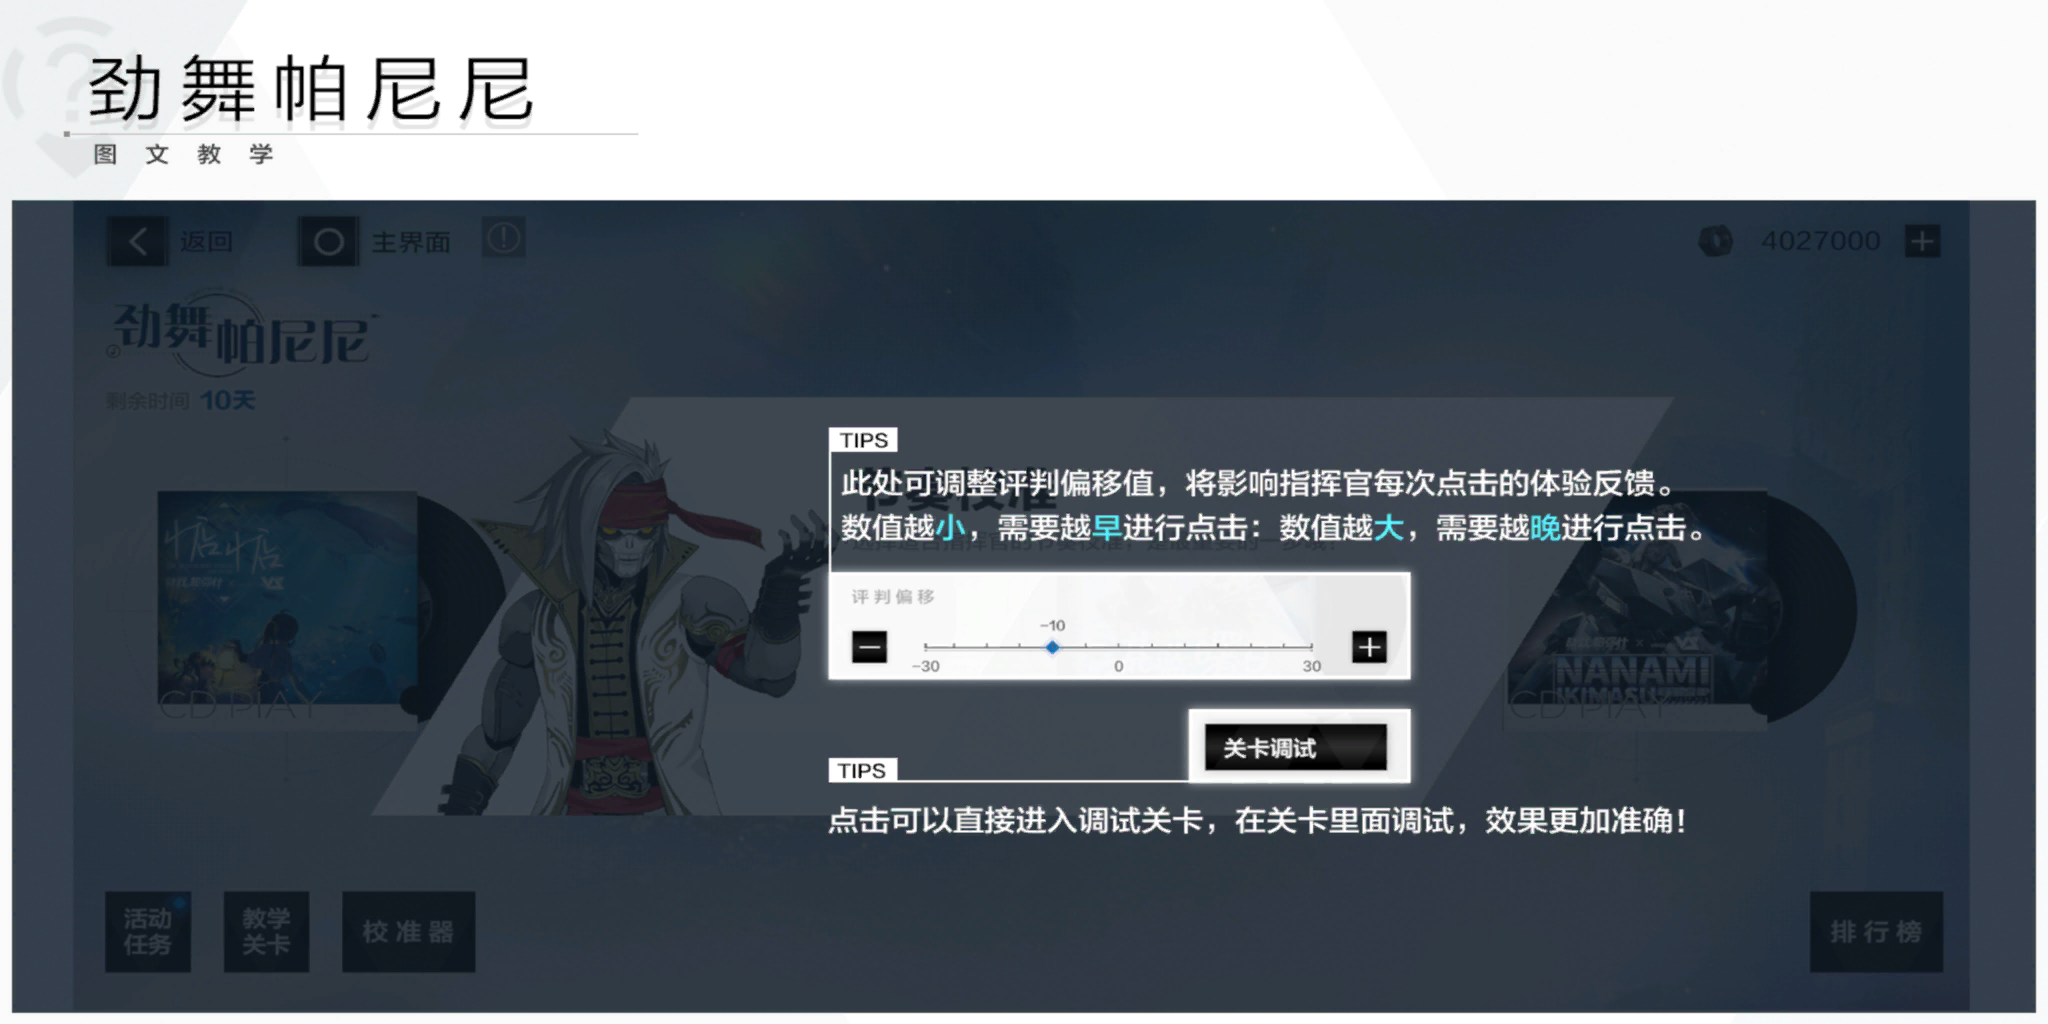 劲舞帕尼尼
图文教学
返回
主界面
4027000
劲舞帕尼尼
剩余时间 10天
TIPS
此处可调整评判偏移值，将影响指挥官每次点击的体验反馈。
数值越小，需要越早进行点击：数值越大，需要越晚进行点击。
评判偏移
-10
-30
0
30
关卡调试
TIPS
点击可以直接进入调试关卡，在关卡里面调试，效果更加准确！
CD PLAY
NANAMI
IKIMASU
CD PLAY
活动
任务
教学
关卡
校准器
排行榜